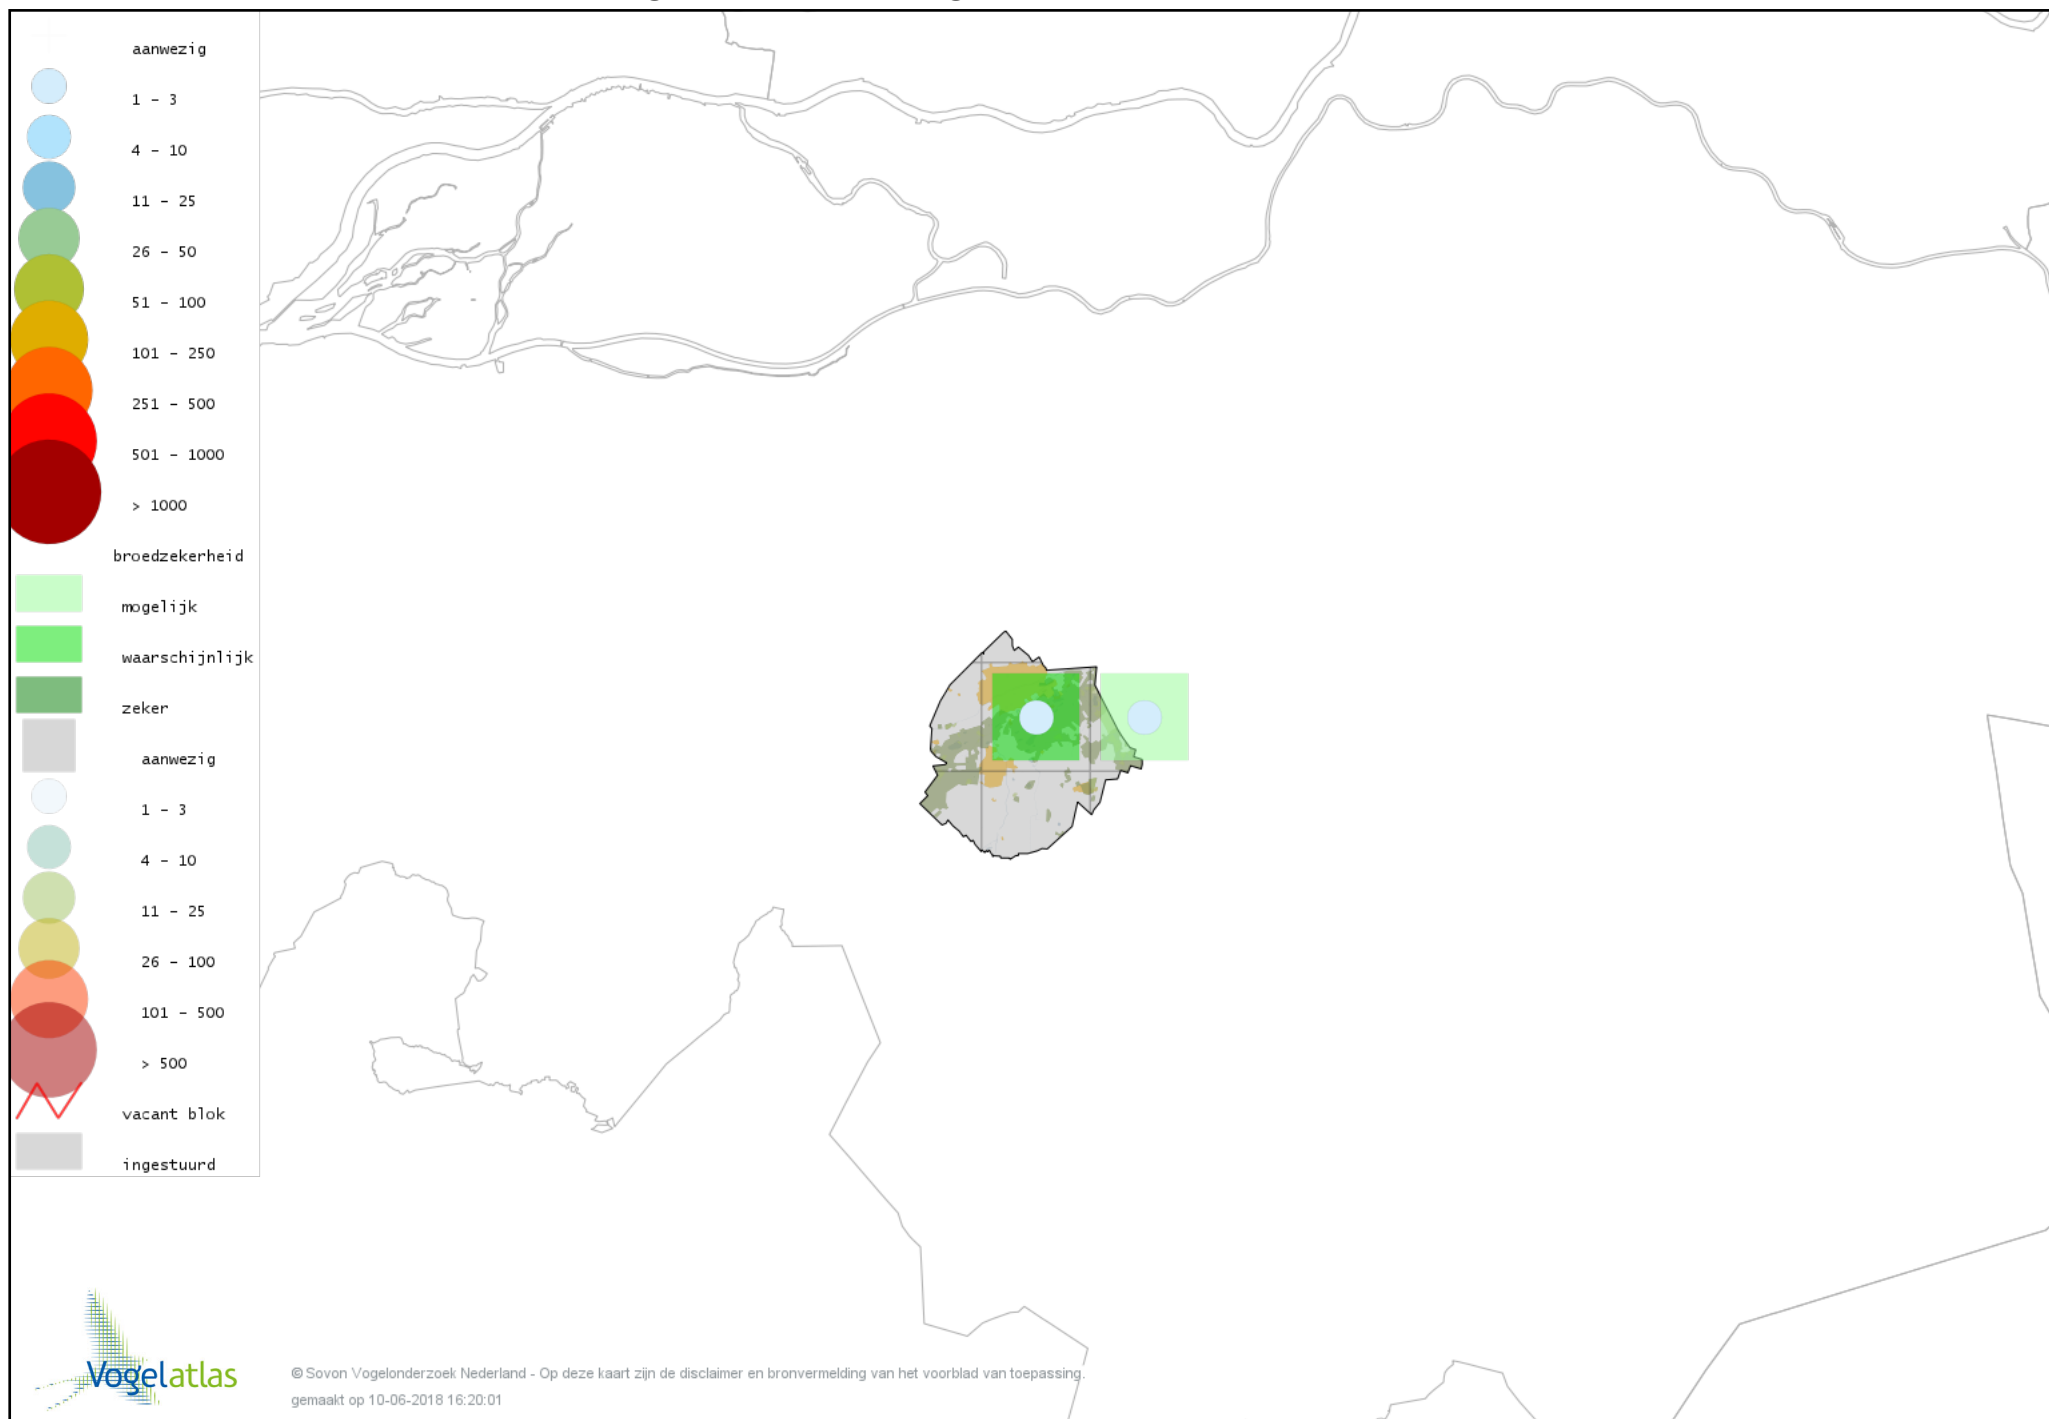 aanwezig
1 - 3
4 - 10
11 - 25
26 - 50
51 - 100
101 - 250
251 - 500
501 - 1000
> 1000
broedzekerheid
mogelijk
waarschijnlijk
zeker
aanwezig
1 - 3
4 - 10
11 - 25
26 - 100
101 - 500
> 500
vacant blok
ingestuurd
Vogelatlas
© Sovon Vogelonderzoek Nederland - Op deze kaart zijn de disclaimer en bronvermelding van het voorblad van toepassing.
gemaakt op 10-06-2018 16:20:01